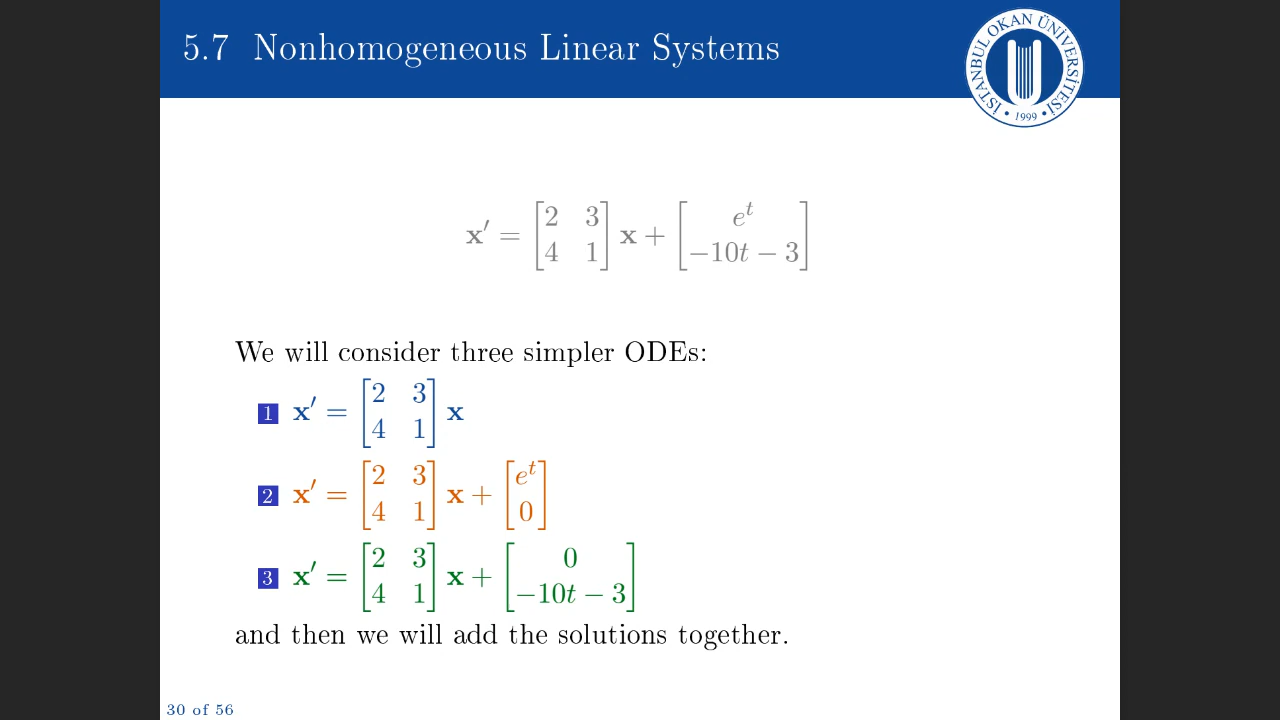 5.7 Nonhomogeneous Linear Systems
İSTANBUL OKAN ÜNİVERSİTESİ
• 1999 •
x′ = [2 3; 4 1] x + [e^t; −10t − 3]
We will consider three simpler ODEs:
1 x′ = [2 3; 4 1] x
2 x′ = [2 3; 4 1] x + [e^t; 0]
3 x′ = [2 3; 4 1] x + [0; −10t − 3]
and then we will add the solutions together.
30 of 56